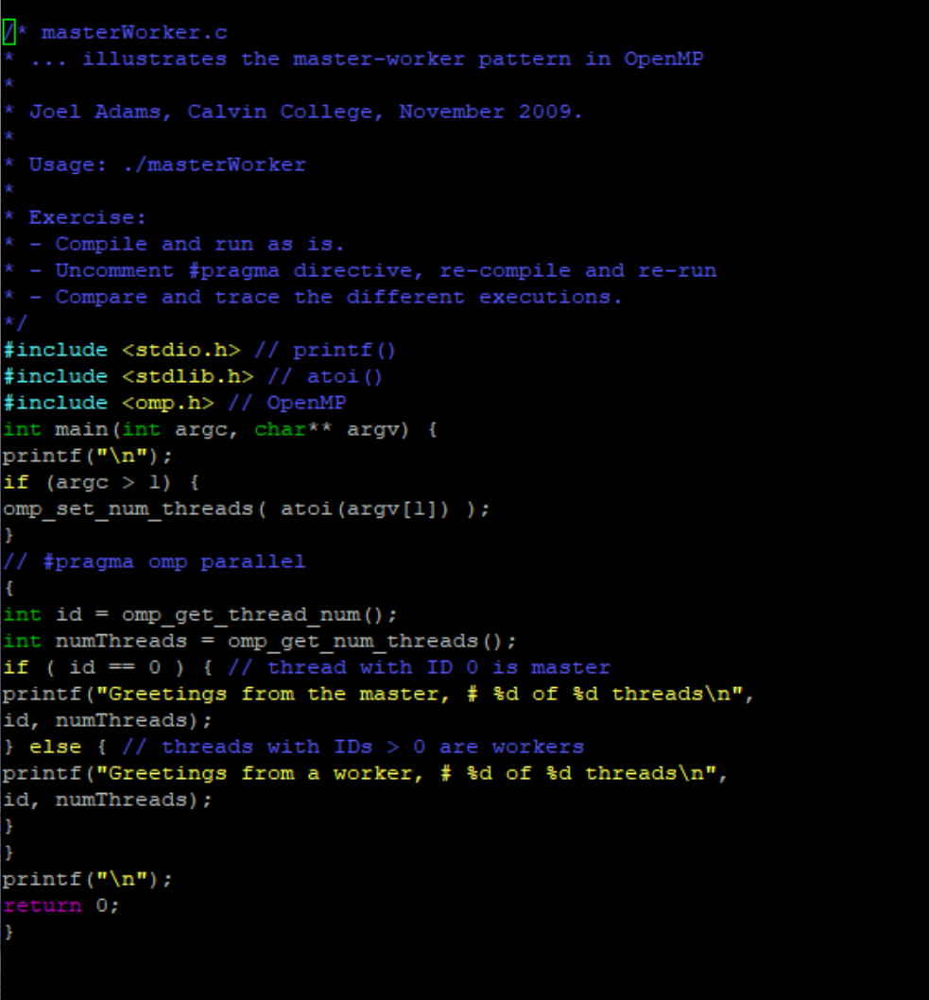 /* masterWorker.c
* ... illustrates the master-worker pattern in OpenMP
*
* Joel Adams, Calvin College, November 2009.
*
* Usage: ./masterWorker
*
* Exercise:
* - Compile and run as is.
* - Uncomment #pragma directive, re-compile and re-run
* - Compare and trace the different executions.
*/
#include <stdio.h> // printf()
#include <stdlib.h> // atoi()
#include <omp.h> // OpenMP
int main(int argc, char** argv) {
printf("\n");
if (argc > 1) {
omp_set_num_threads( atoi(argv[1]) );
}
// #pragma omp parallel
{
int id = omp_get_thread_num();
int numThreads = omp_get_num_threads();
if ( id == 0 ) { // thread with ID 0 is master
printf("Greetings from the master, # %d of %d threads\n",
id, numThreads);
} else { // threads with IDs > 0 are workers
printf("Greetings from a worker, # %d of %d threads\n",
id, numThreads);
}
}
printf("\n");
return 0;
}